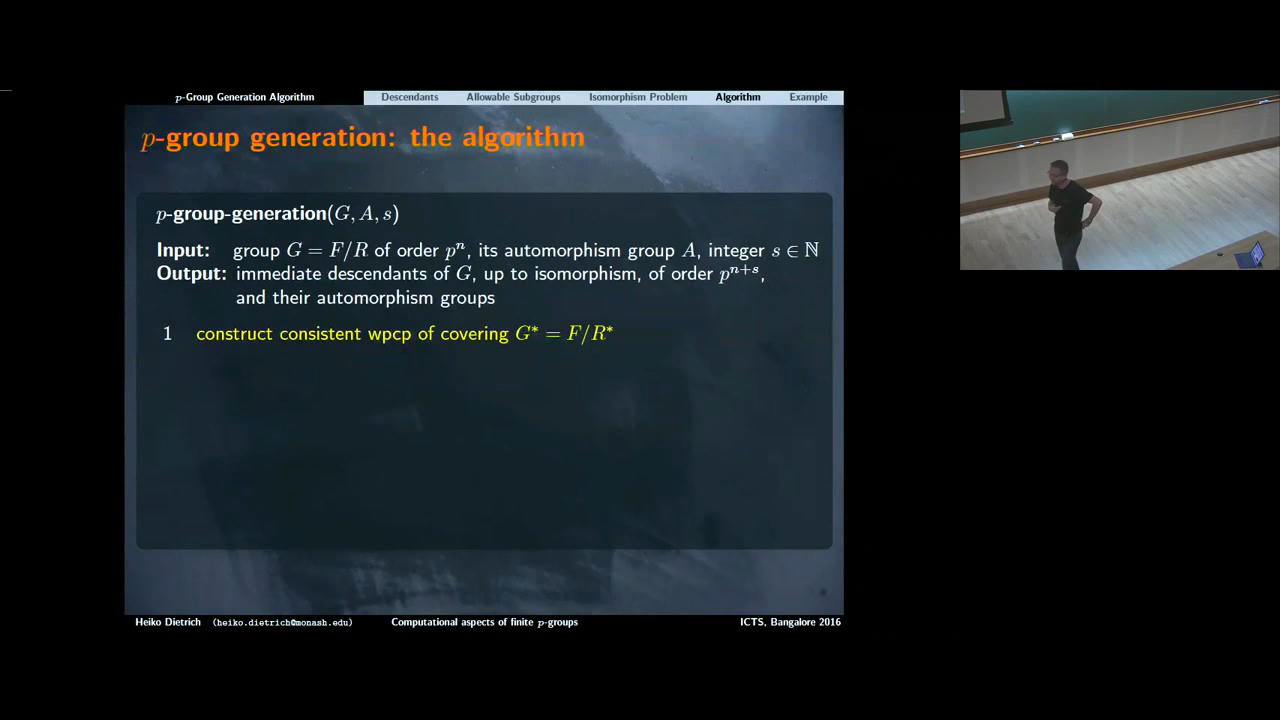 p-Group Generation Algorithm Descendants Allowable Subgroups Isomorphism Problem Algorithm Example
p-group generation: the algorithm
p-group-generation(G, A, s)
Input: group G = F/R of order pⁿ, its automorphism group A, integer s ∈ ℕ
Output: immediate descendants of G, up to isomorphism, of order pⁿ⁺ˢ,
and their automorphism groups
1 construct consistent wpcp of covering G* = F/R*
Heiko Dietrich (heiko.dietrich@monash.edu) Computational aspects of finite p-groups ICTS, Bangalore 2016